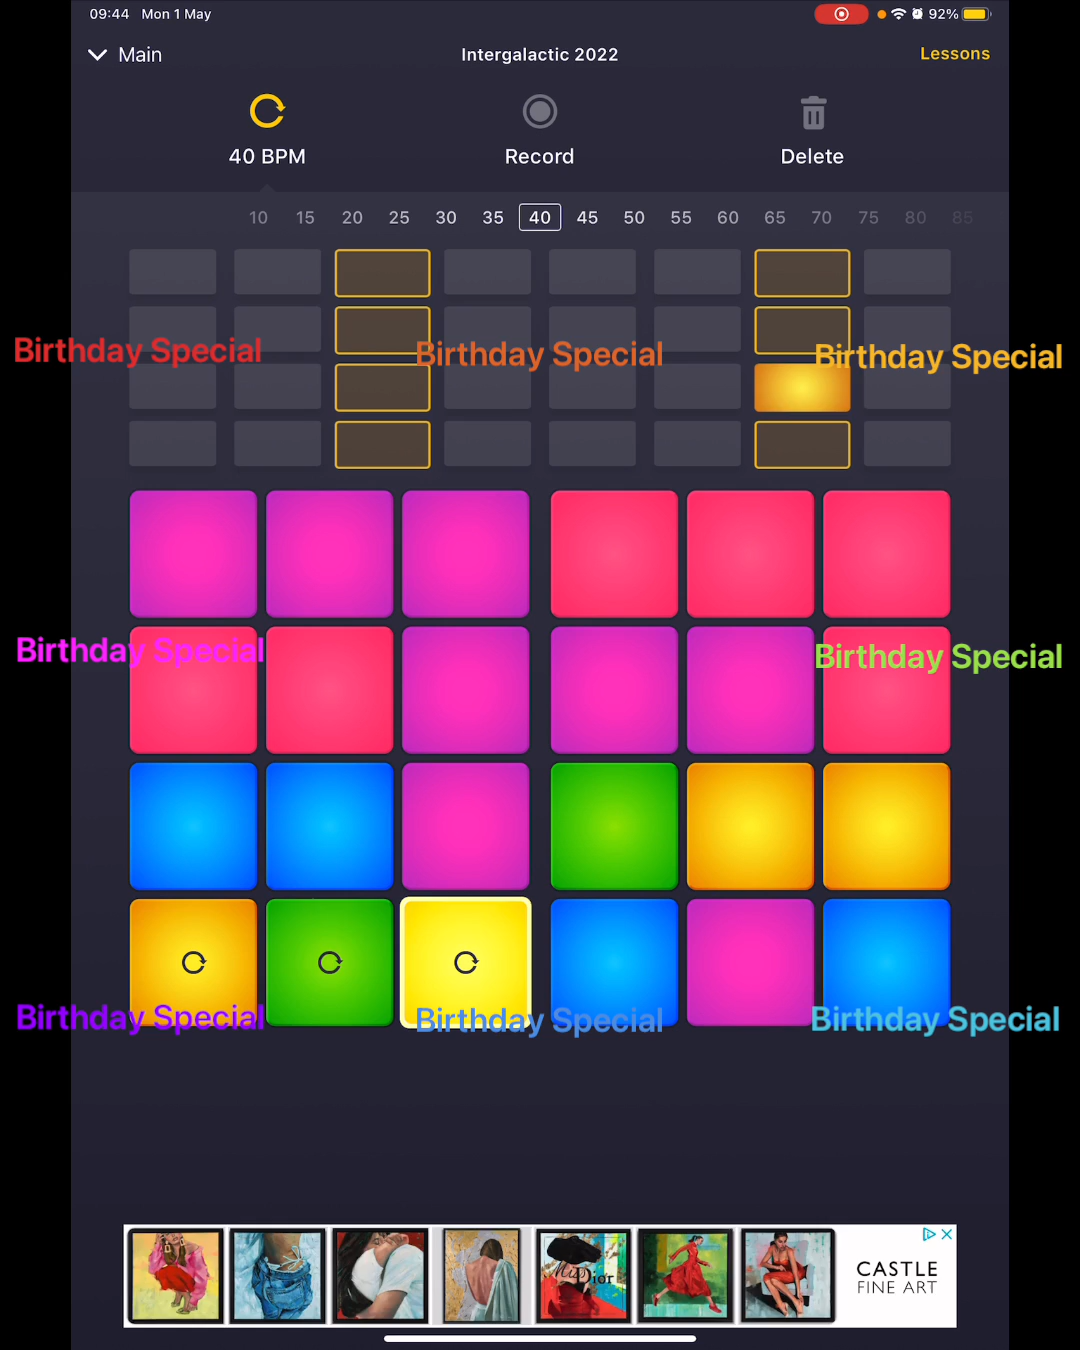 09:44 Mon 1 May 92%
Main Intergalactic 2022 Lessons
40 BPM Record Delete
10 15 20 25 30 35 40 45 50 55 60 65 70 75 80 85
Birthday Special Birthday Special Birthday Special
Birthday Special Birthday Special
Birthday Special Birthday Special Birthday Special
Miss Dior
CASTLE
FINE ART